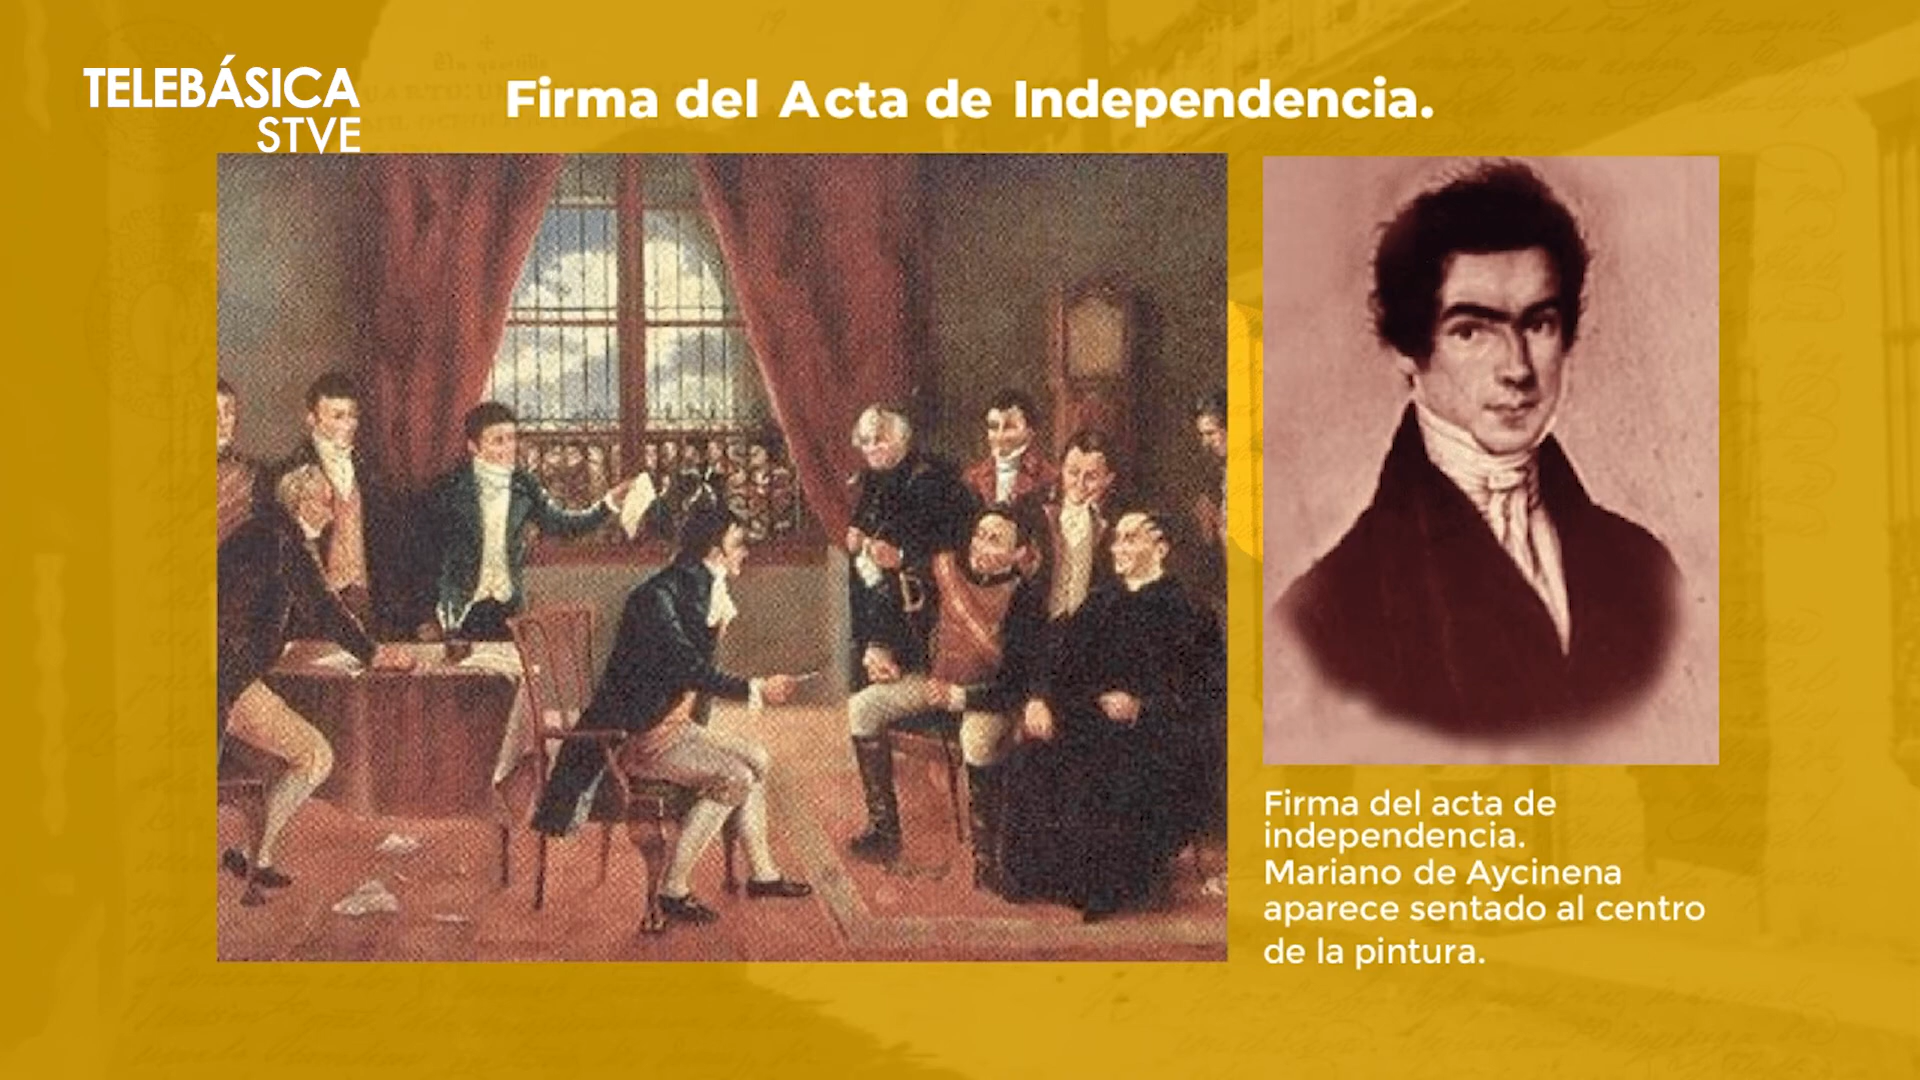 TELEBÁSICA
STVE
Firma del Acta de Independencia.
Firma del acta de
independencia.
Mariano de Aycinena
aparece sentado al centro
de la pintura.